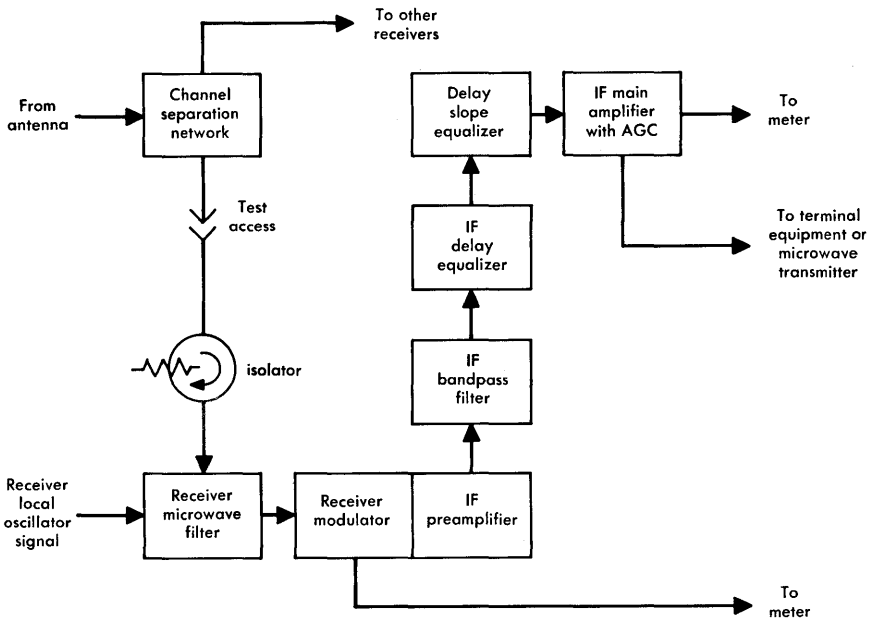 To other
receivers
From
antenna
Channel
separation
network
Delay
slope
equalizer
IF main
amplifier
with AGC
To
meter
Test
access
IF
delay
equalizer
To terminal
equipment or
microwave
transmitter
isolator
IF
bandpass
filter
Receiver
local
oscillator
signal
Receiver
microwave
filter
Receiver
modulator
IF
preamplifier
To
meter